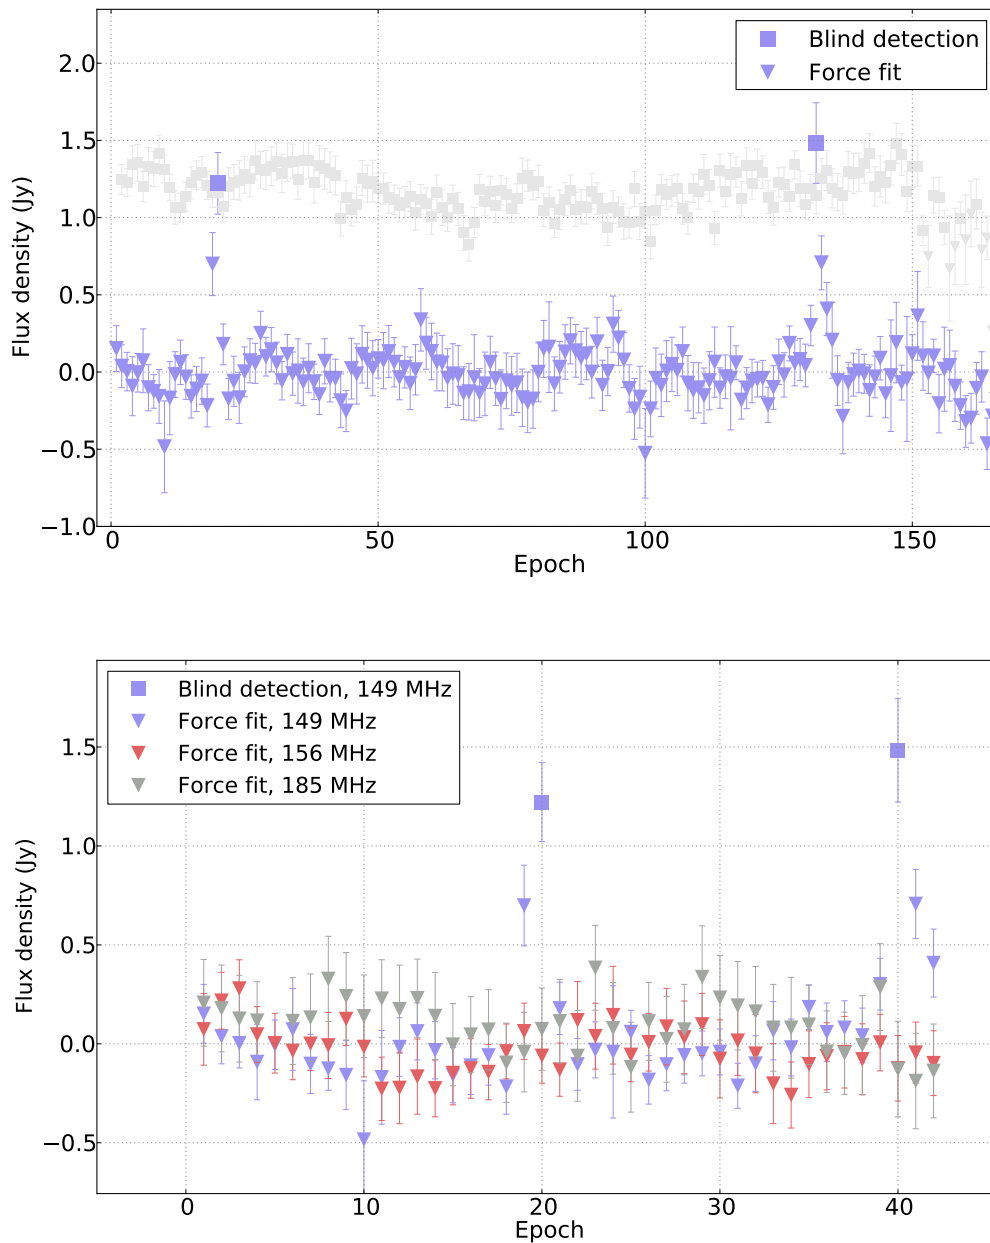 Blind detection
Force fit
2.0
1.5
1.0
0.5
0.0
−0.5
−1.0
Flux density (Jy)
0
50
100
150
Epoch
Blind detection, 149 MHz
Force fit, 149 MHz
Force fit, 156 MHz
Force fit, 185 MHz
1.5
1.0
0.5
0.0
−0.5
Flux density (Jy)
0
10
20
30
40
Epoch